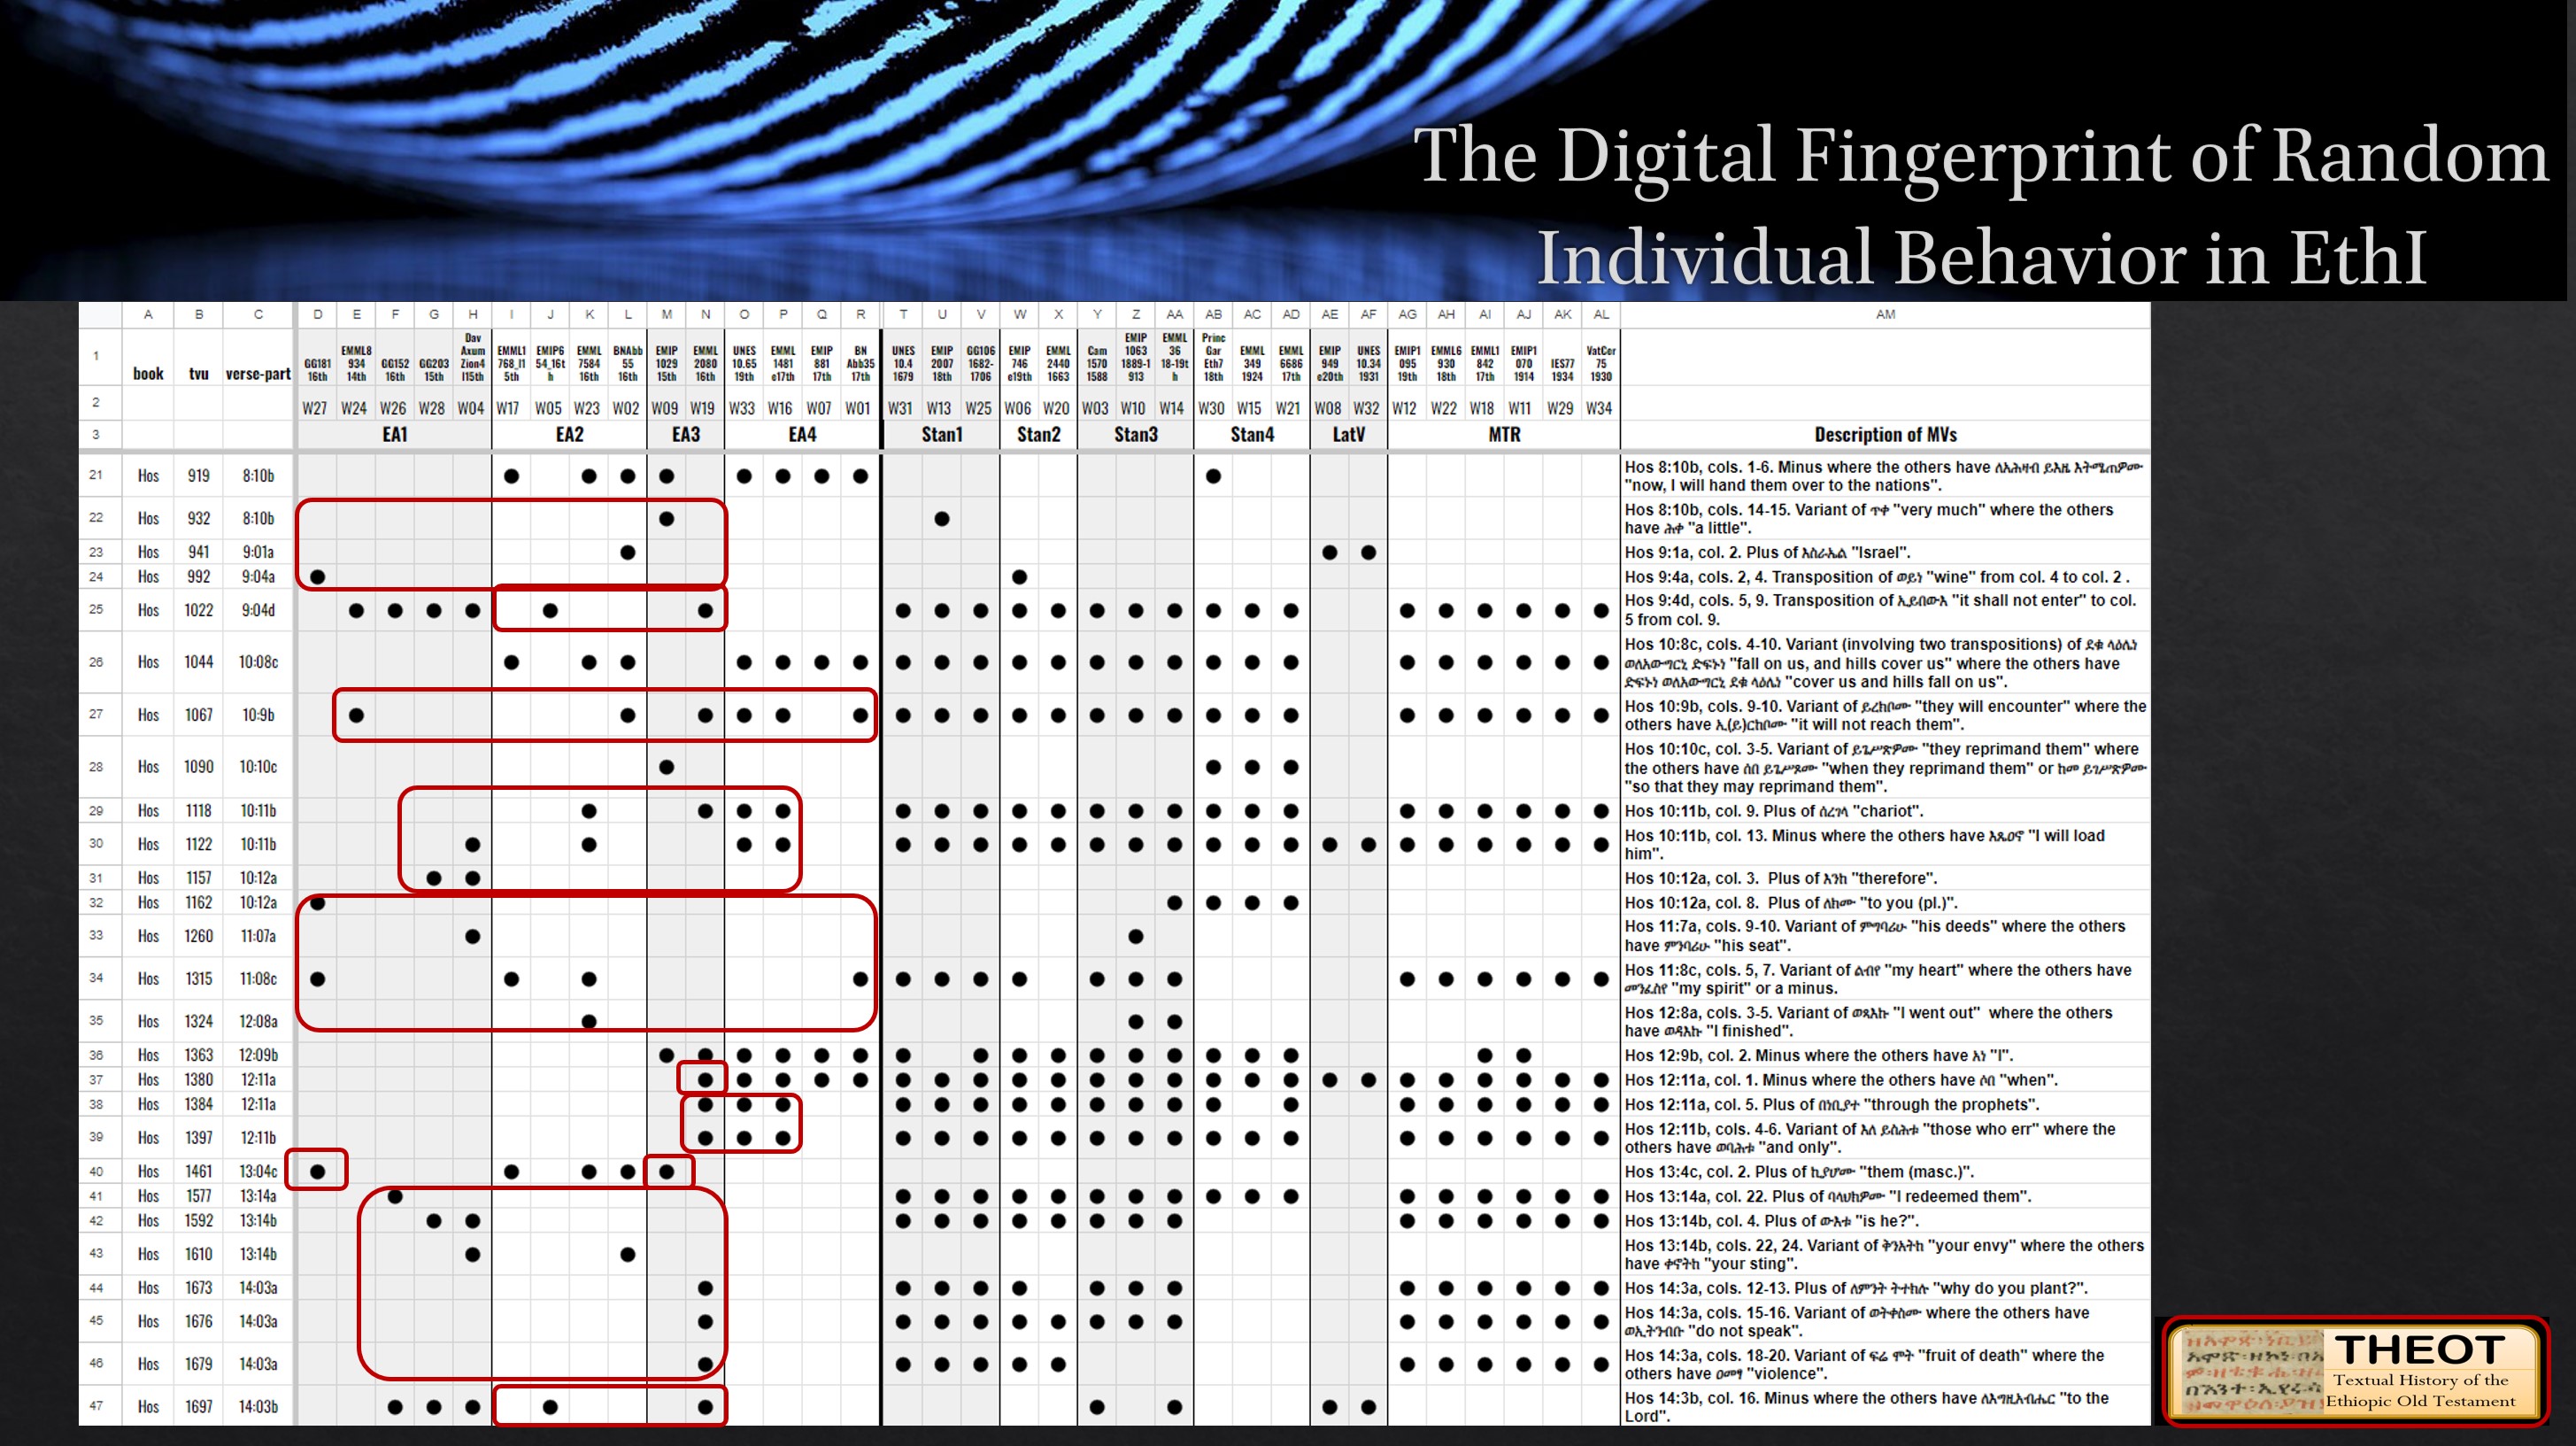 The Digital Fingerprint of Random
Individual Behavior in EthI
A B C D E F G H I J K L M N O P Q R T U V W X Y Z AA AB AC AD AE AF AG AH AI AJ AK AL AM
1 book tvu verse-part GG181 16th EMML8 934 14th GG152 16th GG203 15th Dav Axum Zion4 l15th EMML1 768_l1 5th EMIP6 54_16t h EMML 7584 16th BNAbb 55 16th EMIP 1029 15th EMML 2080 16th UNES 10.65 19th EMML 1481 e17th EMIP 881 17th BN Abb35 17th UNES 10.4 1679 EMIP 2007 18th GG106 1682- 1706 EMIP 746 e19th EMML 2440 1663 Cam 1570 1588 EMIP 1063 1889-1 913 EMML 36 18-19t h Princ Gar Eth7 18th EMML 349 1924 EMML 6686 17th EMIP 949 e20th UNES 10.34 1931 EMIP1 095 19th EMML6 930 18th EMML1 842 17th EMIP1 070 1914 IES77 1934 VatCer 75 1930
2 W27 W24 W26 W28 W04 W17 W05 W23 W02 W09 W19 W33 W16 W07 W01 W31 W13 W25 W06 W20 W03 W10 W14 W30 W15 W21 W08 W32 W12 W22 W18 W11 W29 W34
3 EA1 EA2 EA3 EA4 Stan1 Stan2 Stan3 Stan4 LatV MTR Description of MVs
21 Hos 919 8:10b Hos 8:10b, cols. 1-6. Minus where the others have ለአሕዛብ ይእዜ እትሜጠዎሙ
"now, I will hand them over to the nations".
22 Hos 932 8:10b Hos 8:10b, cols. 14-15. Variant of ጥቀ "very much" where the others
have ሕቀ "a little".
23 Hos 941 9:01a Hos 9:1a, col. 2. Plus of እስራኤል "Israel".
24 Hos 992 9:04a Hos 9:4a, cols. 2, 4. Transposition of ወይነ "wine" from col. 4 to col. 2 .
25 Hos 1022 9:04d Hos 9:4d, cols. 5, 9. Transposition of ኢይበውእ "it shall not enter" to col.
5 from col. 9.
26 Hos 1044 10:08c Hos 10:8c, cols. 4-10. Variant (involving two transpositions) of ደቁ ላዕሌነ
ወለአውግርኒ ድፍኑነ "fall on us, and hills cover us" where the others have
ድፍኑነ ወለአውግርኒ ደቁ ላዕሌነ "cover us and hills fall on us".
27 Hos 1067 10:9b Hos 10:9b, cols. 9-10. Variant of ይረክቦሙ "they will encounter" where the
others have ኢ(ይ)ርከቦሙ "it will not reach them".
28 Hos 1090 10:10c Hos 10:10c, col. 3-5. Variant of ይጌሥጽዎሙ "they reprimand them" where
the others have ሰበ ይጌሥጾሙ "when they reprimand them" or ከመ ይገሥጽዎሙ
"so that they may reprimand them".
29 Hos 1118 10:11b Hos 10:11b, col. 9. Plus of ሰረገላ "chariot".
30 Hos 1122 10:11b Hos 10:11b, col. 13. Minus where the others have እጼዐኖ "I will load
him".
31 Hos 1157 10:12a Hos 10:12a, col. 3. Plus of እንከ "therefore".
32 Hos 1162 10:12a Hos 10:12a, col. 8. Plus of ለክሙ "to you (pl.)".
33 Hos 1260 11:07a Hos 11:7a, cols. 9-10. Variant of ምግባሪሁ "his deeds" where the others
have ምንባሪሁ "his seat".
34 Hos 1315 11:08c Hos 11:8c, cols. 5, 7. Variant of ልብየ "my heart" where the others have
መንፈስየ "my spirit" or a minus.
35 Hos 1324 12:08a Hos 12:8a, cols. 3-5. Variant of ወጻእኩ "I went out" where the others
have ወዳእኩ "I finished".
36 Hos 1363 12:09b Hos 12:9b, col. 2. Minus where the others have አነ "I".
37 Hos 1380 12:11a Hos 12:11a, col. 1. Minus where the others have ሶበ "when".
38 Hos 1384 12:11a Hos 12:11a, col. 5. Plus of በነቢያት "through the prophets".
39 Hos 1397 12:11b Hos 12:11b, cols. 4-6. Variant of እለ ይስሕቱ "those who err" where the
others have ወባሕቱ "and only".
40 Hos 1461 13:04c Hos 13:4c, col. 2. Plus of ኪያሆሙ "them (masc.)".
41 Hos 1577 13:14a Hos 13:14a, col. 22. Plus of ባላህክዎሙ "I redeemed them".
42 Hos 1592 13:14b Hos 13:14b, col. 4. Plus of ውእቱ "is he?".
43 Hos 1610 13:14b Hos 13:14b, cols. 22, 24. Variant of ቅንአትከ "your envy" where the others
have ቀኖትከ "your sting".
44 Hos 1673 14:03a Hos 14:3a, cols. 12-13. Plus of ለምንት ትተክሉ "why do you plant?".
45 Hos 1676 14:03a Hos 14:3a, cols. 15-16. Variant of ወትቀስሙ where the others have
ወኢትንብቡ "do not speak".
46 Hos 1679 14:03a Hos 14:3a, cols. 18-20. Variant of ፍሬ ሞት "fruit of death" where the
others have ዐመፃ "violence".
47 Hos 1697 14:03b Hos 14:3b, col. 16. Minus where the others have ለእግዚአብሔር "to the
Lord".
THEOT
Textual History of the
Ethiopic Old Testament